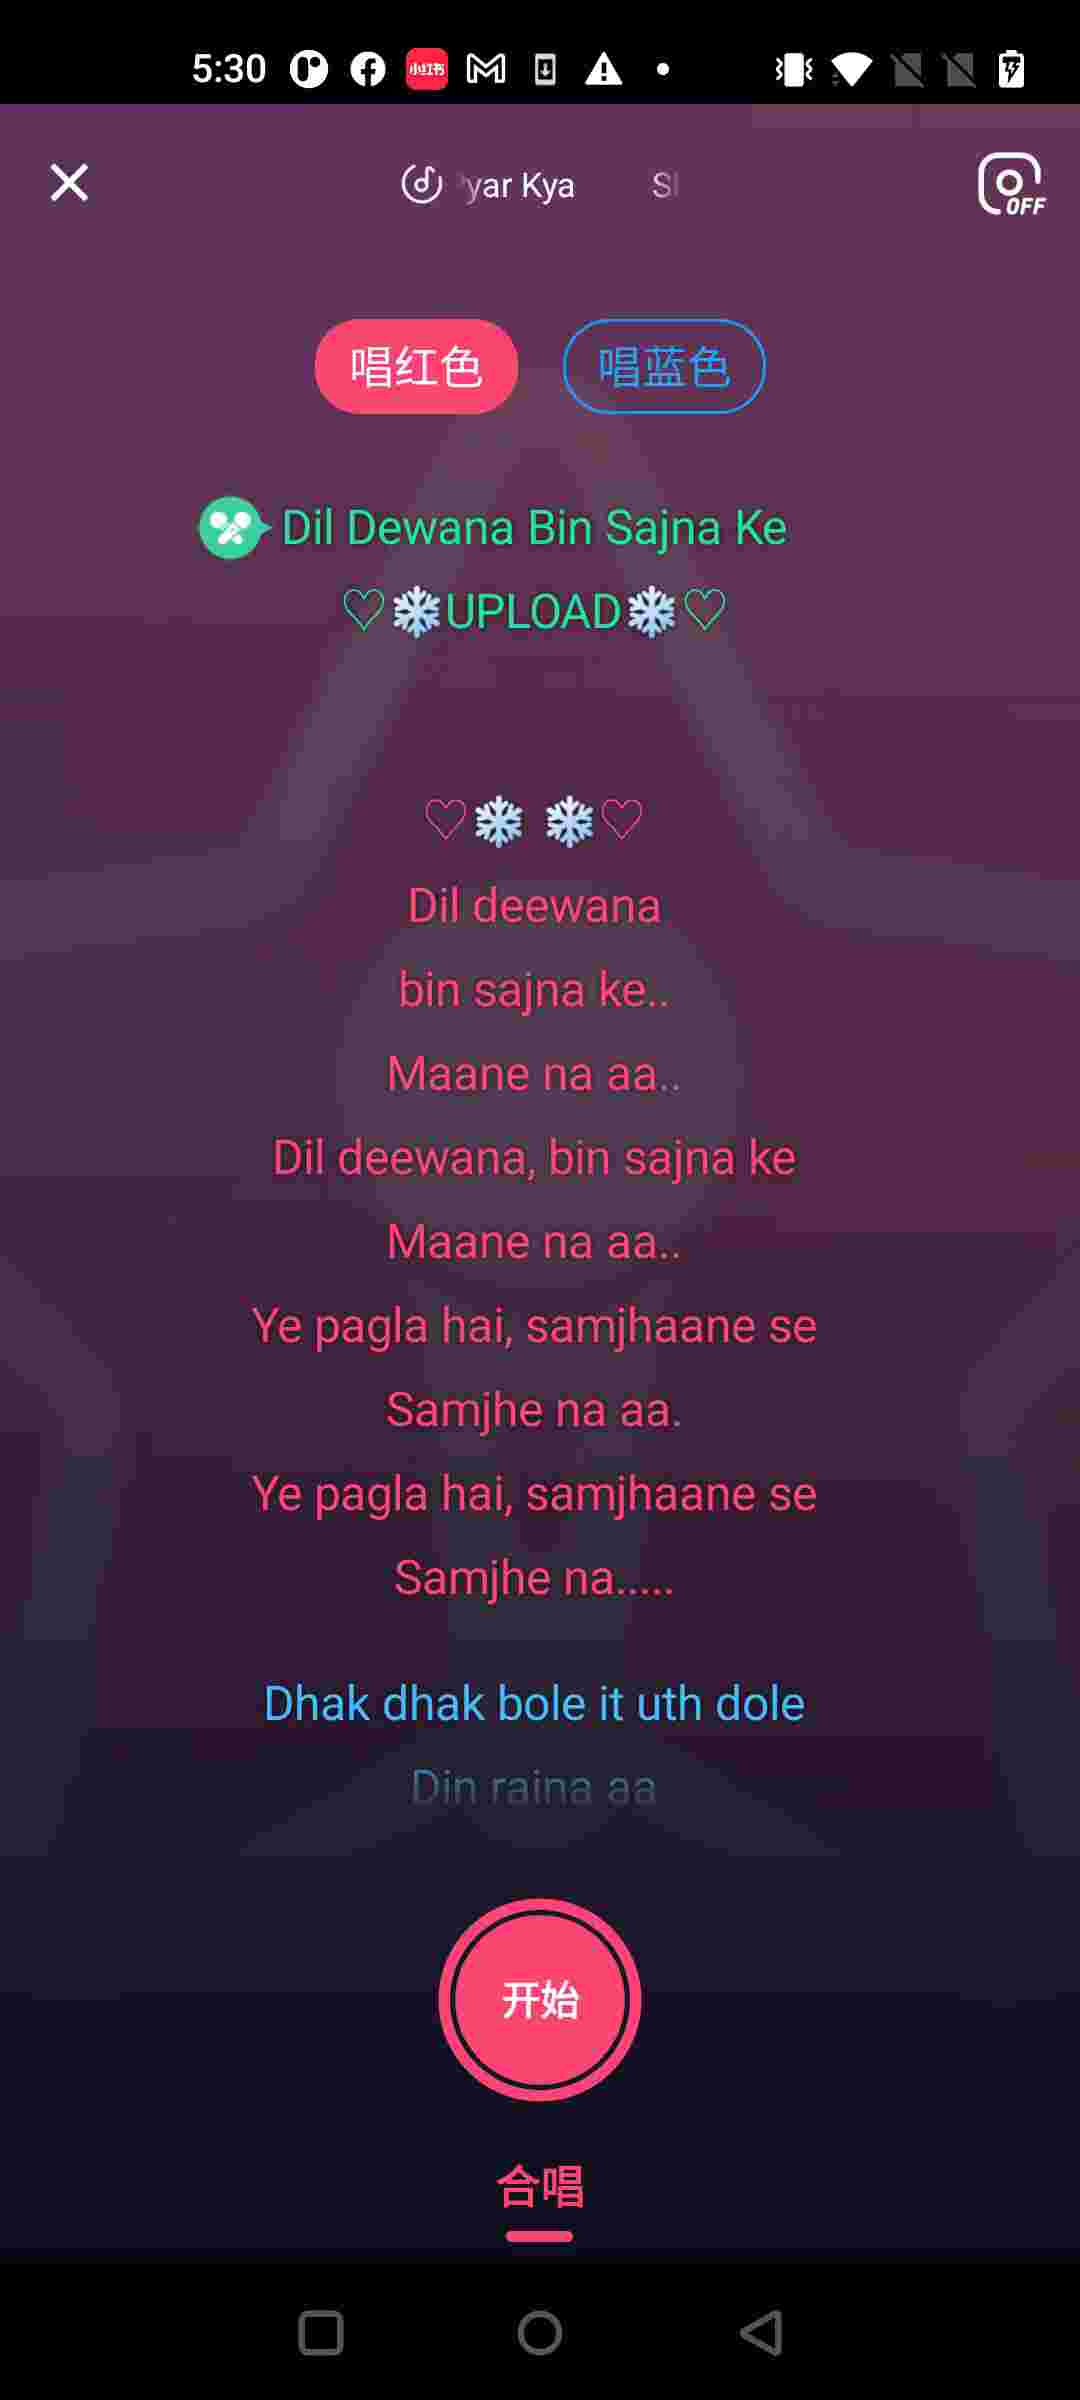 5:30
小红书
yar Kya
OFF
唱红色
唱蓝色
Dil Dewana Bin Sajna Ke
♡❄UPLOAD❄♡
♡❄ ❄♡
Dil deewana
bin sajna ke..
Maane na aa..
Dil deewana, bin sajna ke
Maane na aa..
Ye pagla hai, samjhaane se
Samjhe na aa.
Ye pagla hai, samjhaane se
Samjhe na.....
Dhak dhak bole it uth dole
Din raina aa
开始
合唱